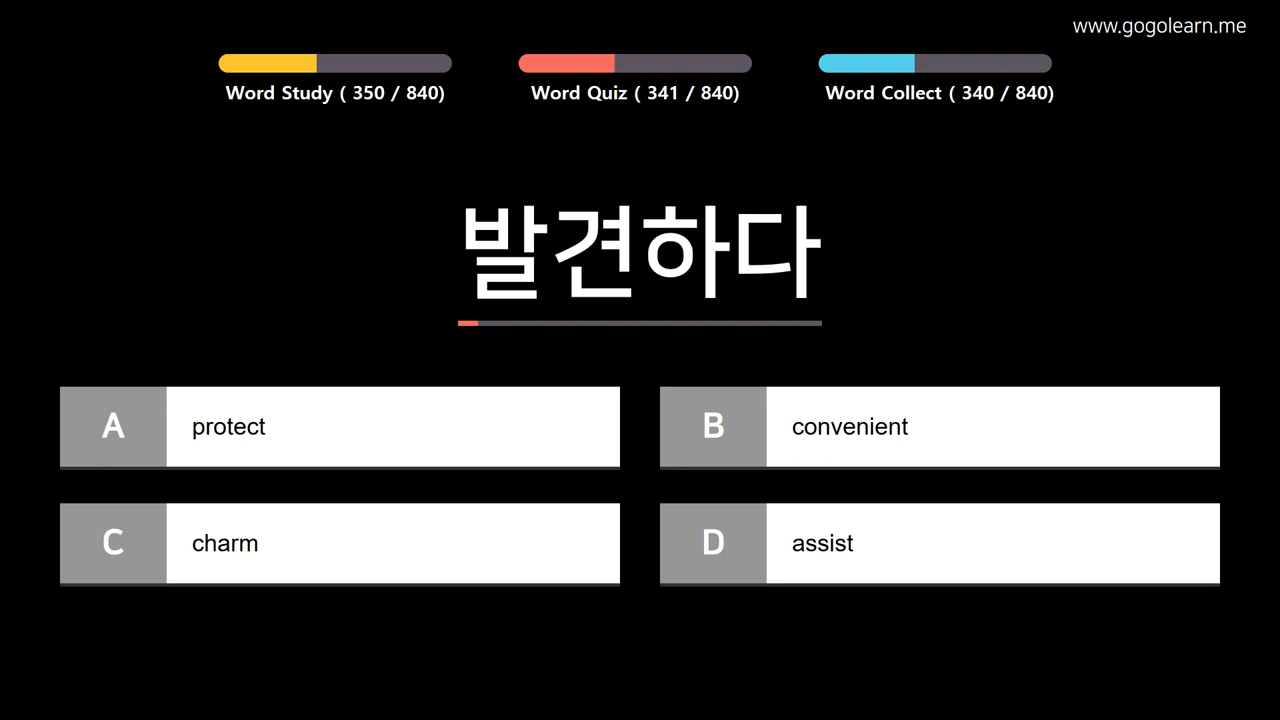 www.gogolearn.me
Word Study ( 350 / 840)
Word Quiz ( 341 / 840)
Word Collect ( 340 / 840)
발견하다
A
protect
B
convenient
C
charm
D
assist